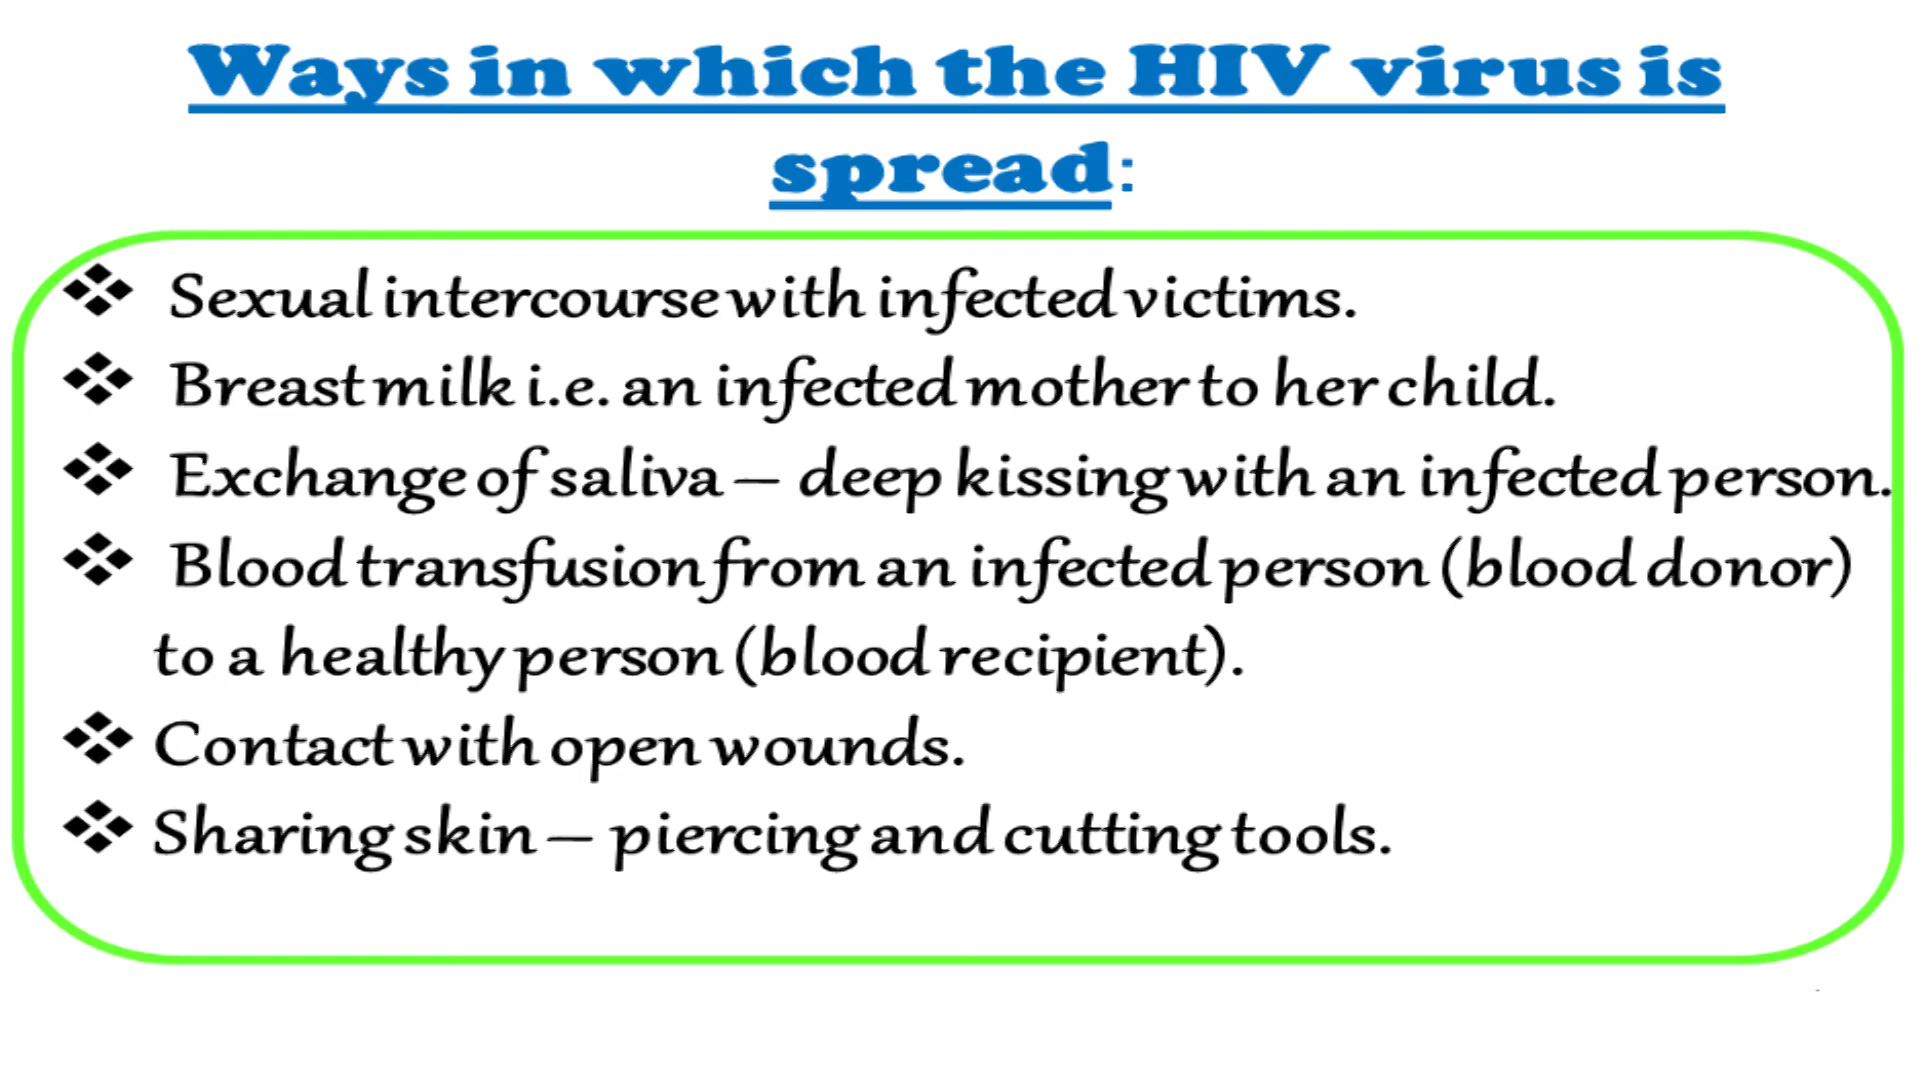 Ways in which the HIV virus is
spread:
❖ Sexual intercourse with infected victims.
❖ Breast milk i.e. an infected mother to her child.
❖ Exchange of saliva – deep kissing with an infected person.
❖ Blood transfusion from an infected person (blood donor)
to a healthy person (blood recipient).
❖ Contact with open wounds.
❖ Sharing skin – piercing and cutting tools.